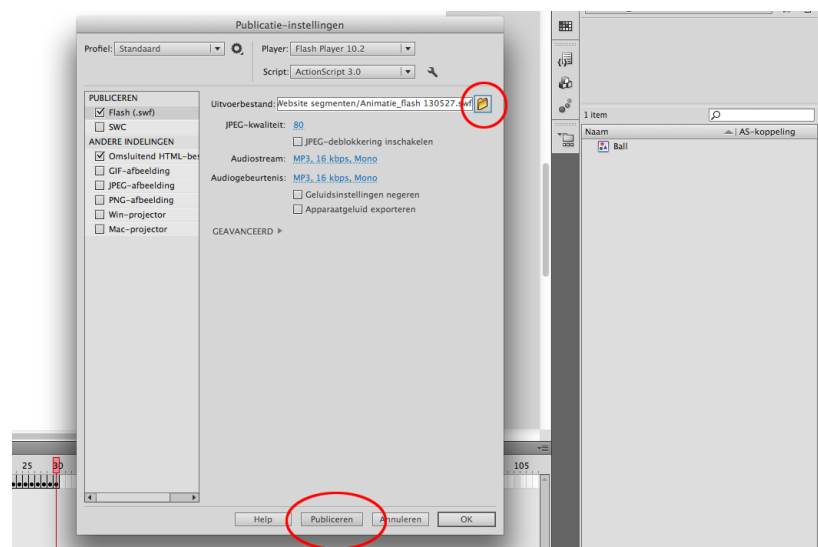 Publicatie-instellingen
Profiel: Standaard
Player: Flash Player 10.2
Script: ActionScript 3.0
PUBLICEREN
Flash (.swf)
SWC
ANDERE INDELINGEN
Omsluitend HTML-bes
GIF-afbeelding
JPEG-afbeelding
PNG-afbeelding
Win-projector
Mac-projector
Uitvoerbestand: Website segmenten/Animatie_flash 130527.swf
JPEG-kwaliteit: 80
JPEG-deblokkering inschakelen
Audiostream: MP3, 16 kbps, Mono
Audiogebeurtenis: MP3, 16 kbps, Mono
Geluidsinstellingen negeren
Apparaatgeluid exporteren
GEAVANCEERD
Help Publiceren Annuleren OK
1 item
Naam AS-koppeling
Ball
25 30 105